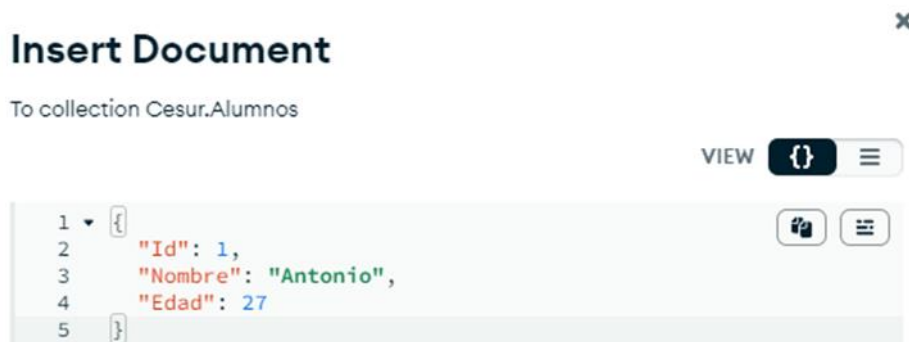 Insert Document
To collection Cesur.Alumnos
VIEW {}
1 {
2 "Id": 1,
3 "Nombre": "Antonio",
4 "Edad": 27
5 }